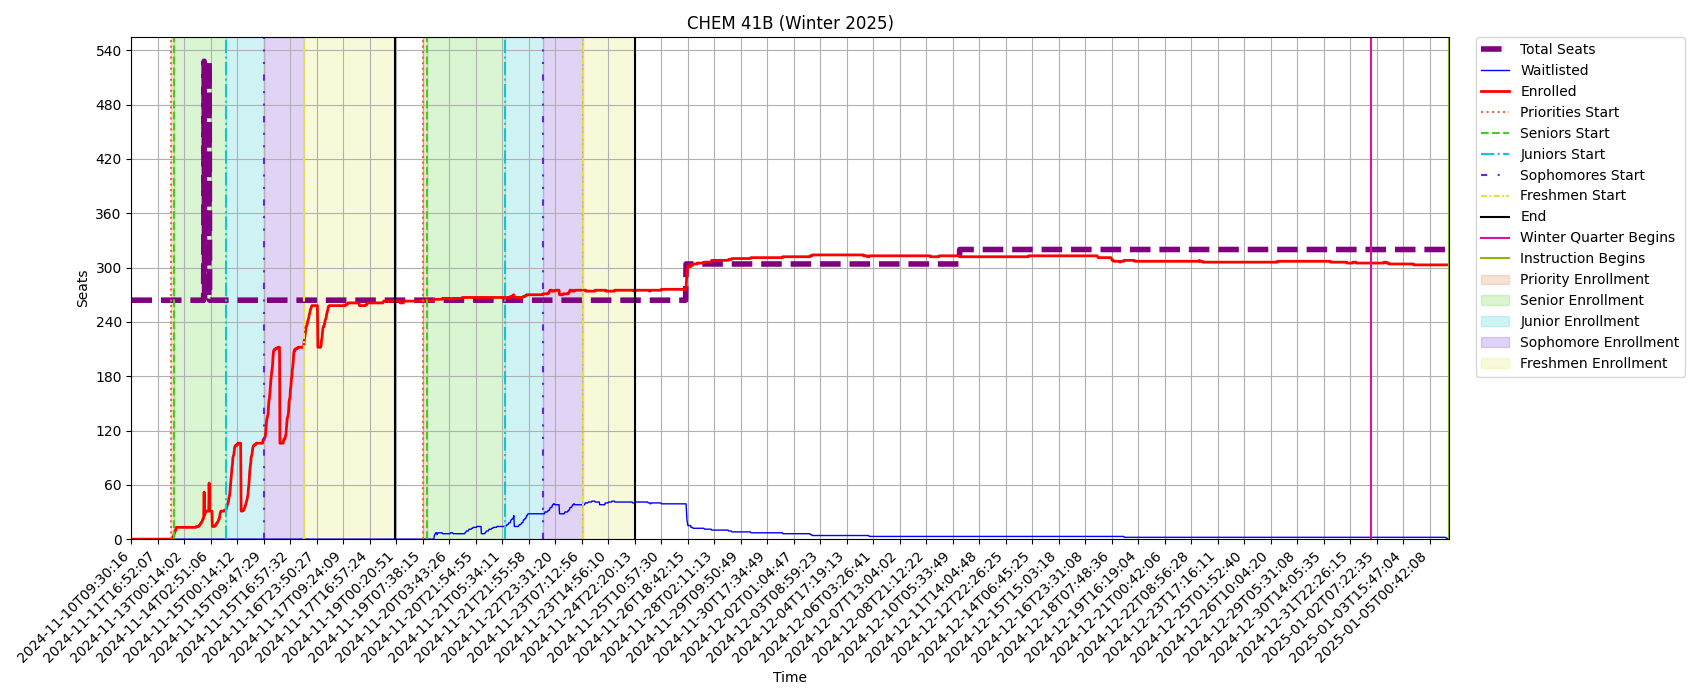 CHEM 41B (Winter 2025)
540
480
420
360
300
240
180
120
60
0
Seats
2024-11-10T09:30:16
2024-11-11T16:52:07
2024-11-13T00:14:02
2024-11-14T02:51:06
2024-11-15T00:14:12
2024-11-15T09:47:29
2024-11-15T16:57:32
2024-11-16T23:50:27
2024-11-17T09:24:09
2024-11-17T16:57:24
2024-11-19T00:20:51
2024-11-19T07:38:15
2024-11-20T03:43:26
2024-11-20T21:54:55
2024-11-21T05:34:11
2024-11-21T21:55:58
2024-11-22T23:31:20
2024-11-23T07:12:56
2024-11-23T14:56:10
2024-11-24T22:20:13
2024-11-25T10:57:30
2024-11-26T18:42:15
2024-11-28T02:11:13
2024-11-29T09:50:49
2024-11-30T17:34:49
2024-12-02T01:04:47
2024-12-03T08:59:23
2024-12-04T17:19:13
2024-12-06T03:26:41
2024-12-07T13:04:02
2024-12-08T21:12:22
2024-12-10T05:33:49
2024-12-11T14:04:48
2024-12-12T22:26:25
2024-12-14T06:45:25
2024-12-15T15:03:18
2024-12-16T23:31:08
2024-12-18T07:48:36
2024-12-19T16:19:04
2024-12-21T00:42:06
2024-12-22T08:56:28
2024-12-23T17:16:11
2024-12-25T01:52:40
2024-12-26T10:04:20
2024-12-29T05:31:08
2024-12-30T14:05:35
2024-12-31T22:26:15
2025-01-02T07:22:35
2025-01-03T15:47:04
2025-01-05T00:42:08
Time
Total Seats
Waitlisted
Enrolled
Priorities Start
Seniors Start
Juniors Start
Sophomores Start
Freshmen Start
End
Winter Quarter Begins
Instruction Begins
Priority Enrollment
Senior Enrollment
Junior Enrollment
Sophomore Enrollment
Freshmen Enrollment